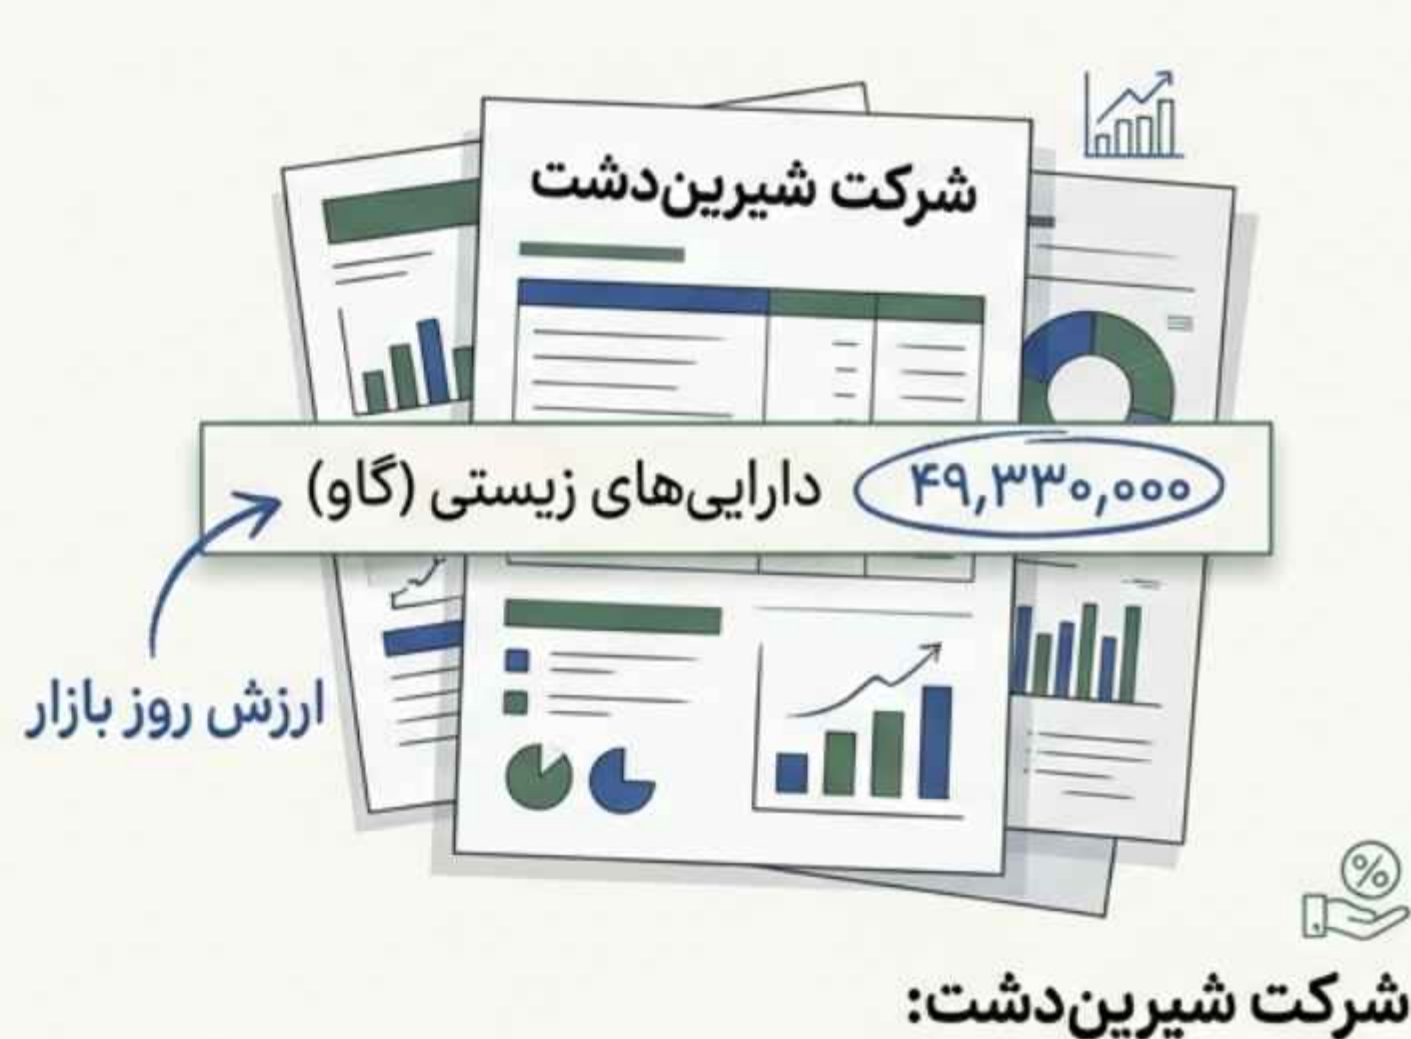 شرکت شیرین‌دشت
۴۹,۳۳۰,۰۰۰ دارایی‌های زیستی (گاو)
ارزش روز بازار
%
شرکت شیرین‌دشت: